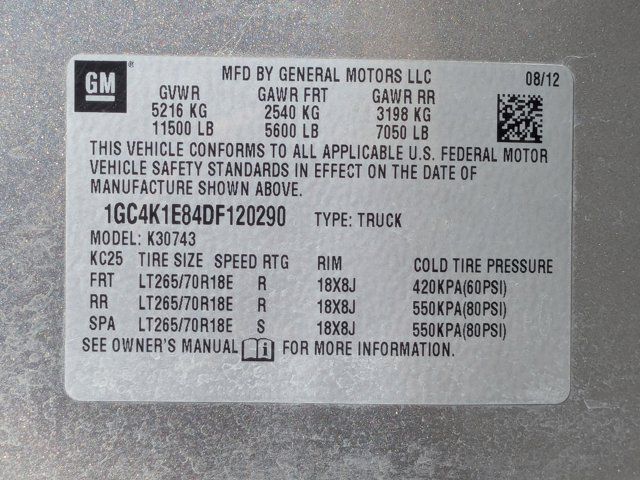 GM ® MFD BY GENERAL MOTORS LLC 08/12
GVWR GAWR FRT GAWR RR
5216 KG 2540 KG 3198 KG
11500 LB 5600 LB 7050 LB
THIS VEHICLE CONFORMS TO ALL APPLICABLE U.S. FEDERAL MOTOR
VEHICLE SAFETY STANDARDS IN EFFECT ON THE DATE OF
MANUFACTURE SHOWN ABOVE.
1GC4K1E84DF120290 TYPE: TRUCK
MODEL: K30743
KC25 TIRE SIZE SPEED RTG RIM COLD TIRE PRESSURE
FRT LT265/70R18E R 18X8J 420KPA(60PSI)
RR LT265/70R18E R 18X8J 550KPA(80PSI)
SPA LT265/70R18E S 18X8J 550KPA(80PSI)
SEE OWNER'S MANUAL FOR MORE INFORMATION.